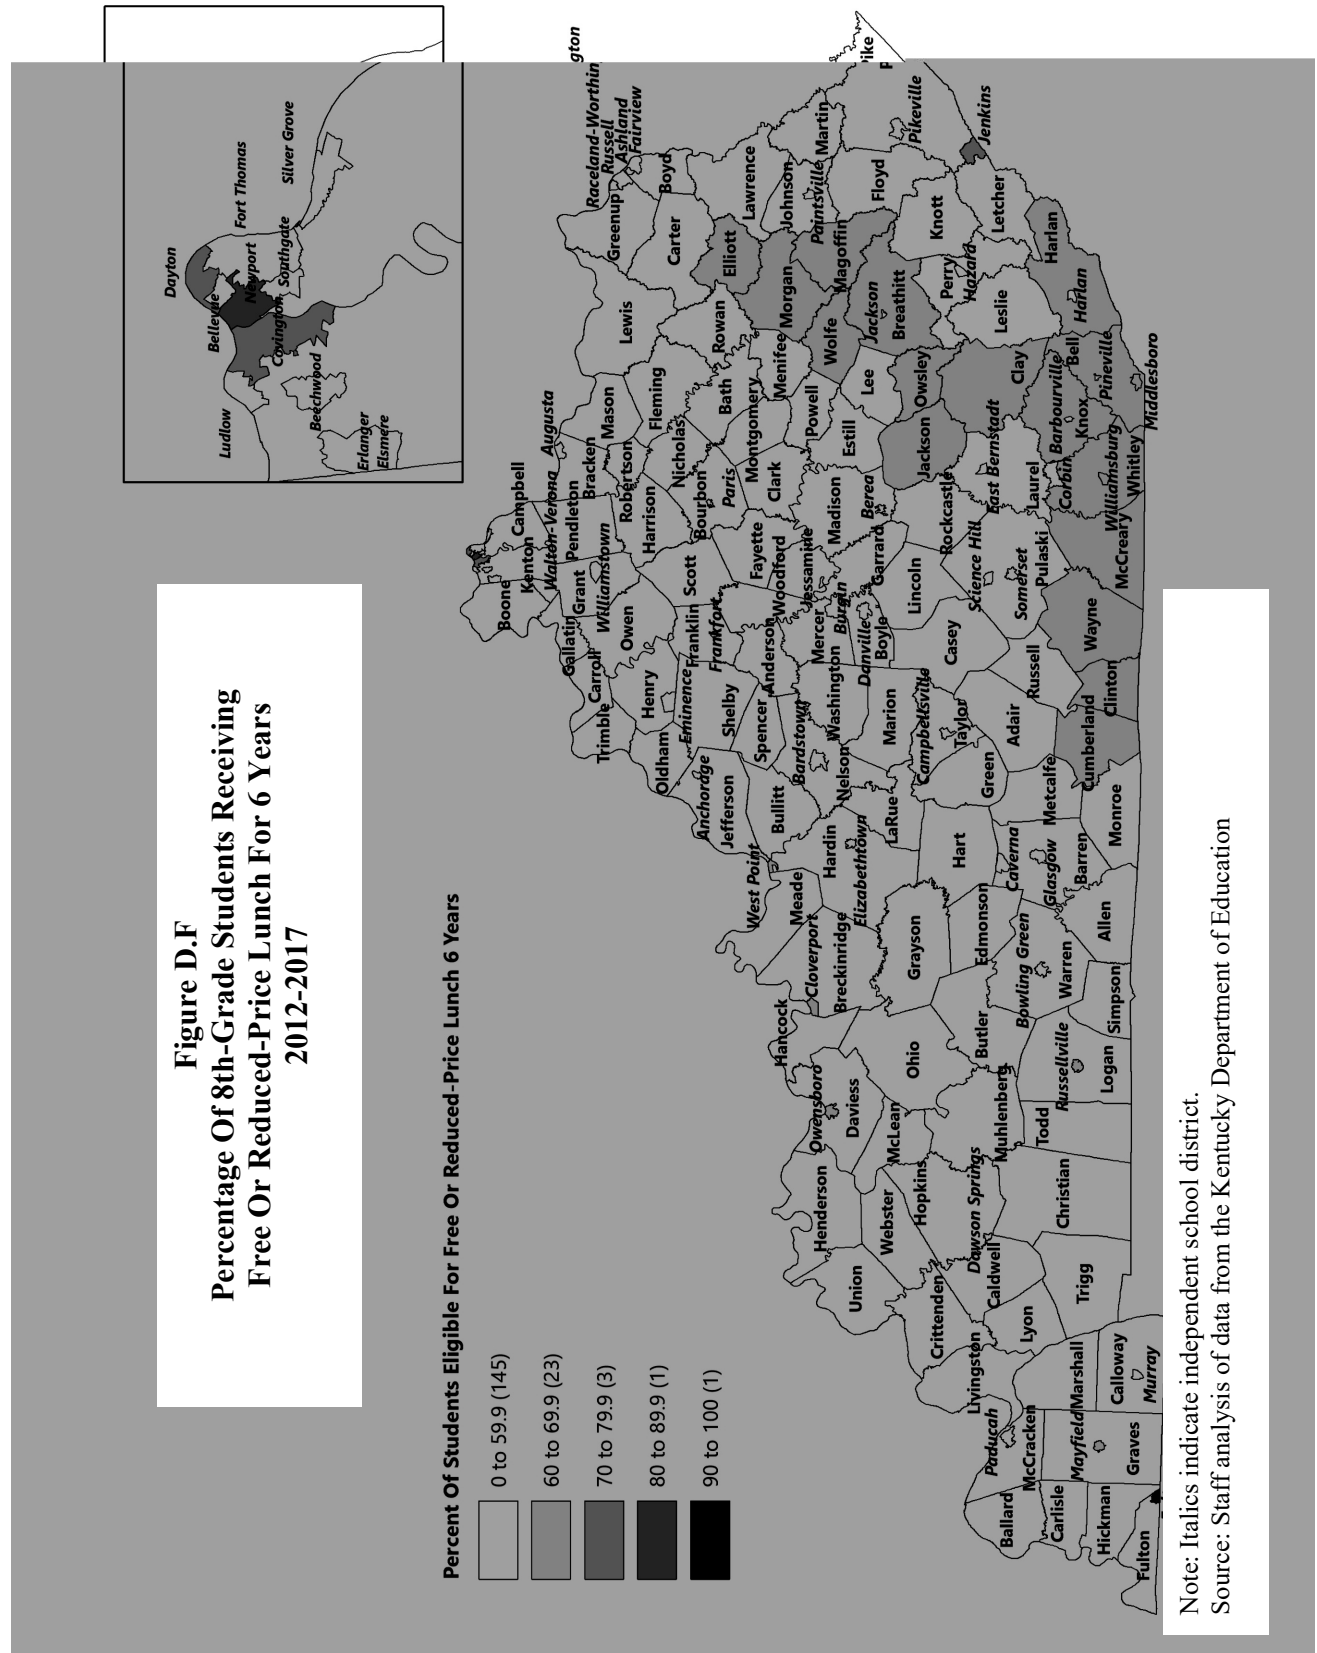 Figure D.F
Percentage Of 8th-Grade Students Receiving
Free Or Reduced-Price Lunch For 6 Years
2012-2017
Percent Of Students Eligible For Free Or Reduced-Price Lunch 6 Years
0 to 59.9 (145)
60 to 69.9 (23)
70 to 79.9 (3)
80 to 89.9 (1)
90 to 100 (1)
Dayton
Fort Thomas
Silver Grove
Bellevue
Newport
Southgate
Covington
Ludlow
Beechwood
Erlanger
Elsmere
Raceland-Worthington
Russell
Ashland
Fairview
Greenup
Boyd
Carter
Lawrence
Elliott
Johnson
Martin
Paintsville
Magoffin
Morgan
Floyd
Pikeville
Jenkins
Knott
Letcher
Perry
Hazard
Harlan
Harlan
Leslie
Breathitt
Jackson
Wolfe
Lewis
Rowan
Menifee
Mason
Fleming
Bath
Montgomery
Powell
Lee
Owsley
Clay
Bell
Pineville
Middlesboro
Barbourville
Knox
Augusta
Bracken
Robertson
Nicholas
Paris
Bourbon
Clark
Estill
Jackson
East Bernstadt
Laurel
Corbin
Williamsburg
Whitley
Campbell
Kenton
Boone
Walton-Verona
Pendleton
Harrison
Williamstown
Grant
Gallatin
Carroll
Owen
Scott
Fayette
Woodford
Jessamine
Madison
Berea
Garrard
Rockcastle
Science Hill
Lincoln
Somerset
Pulaski
McCreary
Trimble
Henry
Oldham
Eminence
Franklin
Frankfort
Shelby
Anderson
Mercer
Burgin
Danville
Boyle
Casey
Wayne
Russell
Clinton
Cumberland
Anchorage
Jefferson
Spencer
Bullitt
Bardstown
Nelson
Washington
Marion
Campbellsville
Taylor
Adair
Green
Metcalfe
Monroe
West Point
Meade
Hardin
Elizabethtown
LaRue
Hart
Caverna
Glasgow
Barren
Cloverport
Breckinridge
Grayson
Edmonson
Bowling Green
Warren
Allen
Simpson
Hancock
Owensboro
Daviess
Ohio
Butler
Russellville
Logan
McLean
Muhlenberg
Todd
Henderson
Webster
Hopkins
Dawson Springs
Christian
Union
Crittenden
Caldwell
Trigg
Lyon
Livingston
Marshall
Calloway
Murray
Paducah
McCracken
Mayfield
Graves
Ballard
Carlisle
Hickman
Fulton
Note: Italics indicate independent school district.
Source: Staff analysis of data from the Kentucky Department of Education